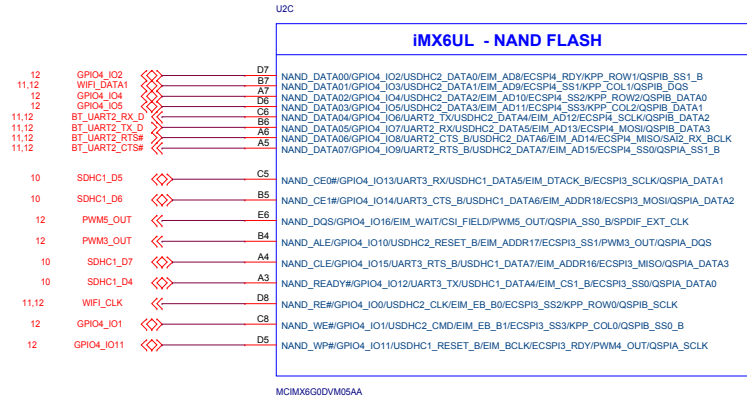 U2C
iMX6UL - NAND FLASH
12 GPIO4_IO2 D7 NAND_DATA00/GPIO4_IO2/USDHC2_DATA0/EIM_AD8/ECSPI4_RDY/KPP_ROW1/QSPIB_SS1_B
11,12 WIFI_DATA1 B7 NAND_DATA01/GPIO4_IO3/USDHC2_DATA1/EIM_AD9/ECSPI4_SS1/KPP_COL1/QSPIB_DQS
12 GPIO4_IO4 A7 NAND_DATA02/GPIO4_IO4/USDHC2_DATA2/EIM_AD10/ECSPI4_SS2/KPP_ROW2/QSPIB_DATA0
12 GPIO4_IO5 D6 NAND_DATA03/GPIO4_IO5/USDHC2_DATA3/EIM_AD11/ECSPI4_SS3/KPP_COL2/QSPIB_DATA1
11,12 BT_UART2_RX_D C6 NAND_DATA04/GPIO4_IO6/UART2_TX/USDHC2_DATA4/EIM_AD12/ECSPI4_SCLK/QSPIB_DATA2
11,12 BT_UART2_TX_D B6 NAND_DATA05/GPIO4_IO7/UART2_RX/USDHC2_DATA5/EIM_AD13/ECSPI4_MOSI/QSPIB_DATA3
11,12 BT_UART2_RTS# A6 NAND_DATA06/GPIO4_IO8/UART2_CTS_B/USDHC2_DATA6/EIM_AD14/ECSPI4_MISO/SAI2_RX_BCLK
11,12 BT_UART2_CTS# A5 NAND_DATA07/GPIO4_IO9/UART2_RTS_B/USDHC2_DATA7/EIM_AD15/ECSPI4_SS0/QSPIA_SS1_B
10 SDHC1_D5 C5 NAND_CE0#/GPIO4_IO13/UART3_RX/USDHC1_DATA5/EIM_DTACK_B/ECSPI3_SCLK/QSPIA_DATA1
10 SDHC1_D6 B5 NAND_CE1#/GPIO4_IO14/UART3_CTS_B/USDHC1_DATA6/EIM_ADDR18/ECSPI3_MOSI/QSPIA_DATA2
12 PWM5_OUT E6 NAND_DQS/GPIO4_IO16/EIM_WAIT/CSI_FIELD/PWM5_OUT/QSPIA_SS0_B/SPDIF_EXT_CLK
12 PWM3_OUT B4 NAND_ALE/GPIO4_IO10/USDHC2_RESET_B/EIM_ADDR17/ECSPI3_SS1/PWM3_OUT/QSPIA_DQS
10 SDHC1_D7 A4 NAND_CLE/GPIO4_IO15/UART3_RTS_B/USDHC1_DATA7/EIM_ADDR16/ECSPI3_MISO/QSPIA_DATA3
10 SDHC1_D4 A3 NAND_READY#/GPIO4_IO12/UART3_TX/USDHC1_DATA4/EIM_CS1_B/ECSPI3_SS0/QSPIA_DATA0
11,12 WIFI_CLK D8 NAND_RE#/GPIO4_IO0/USDHC2_CLK/EIM_EB_B0/ECSPI3_SS2/KPP_ROW0/QSPIB_SCLK
12 GPIO4_IO1 C8 NAND_WE#/GPIO4_IO1/USDHC2_CMD/EIM_EB_B1/ECSPI3_SS3/KPP_COL0/QSPIB_SS0_B
12 GPIO4_IO11 D5 NAND_WP#/GPIO4_IO11/USDHC1_RESET_B/EIM_BCLK/ECSPI3_RDY/PWM4_OUT/QSPIA_SCLK
MCIMX6G0DVM05AA